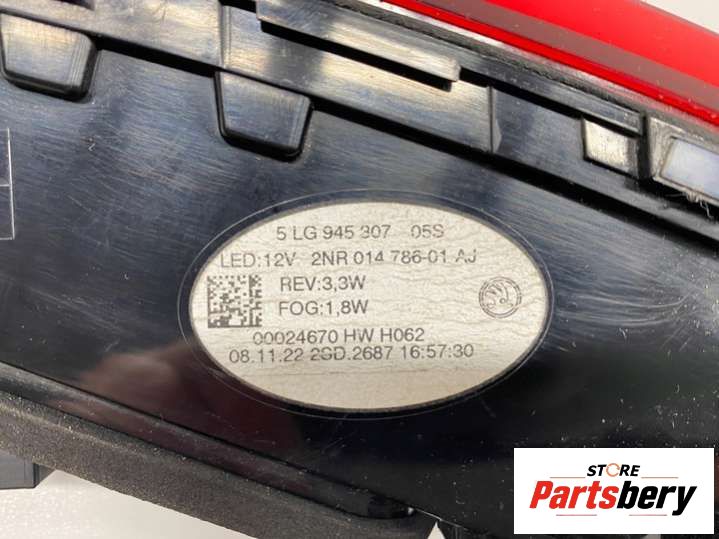 5 LG 945 307 05S
LED:12V 2NR 014 786-01 AJ
REV:3,3W
FOG:1,8W
00024670 HW H062
08.11.22 2SD.2687 16:57:30
STORE
Partsbery